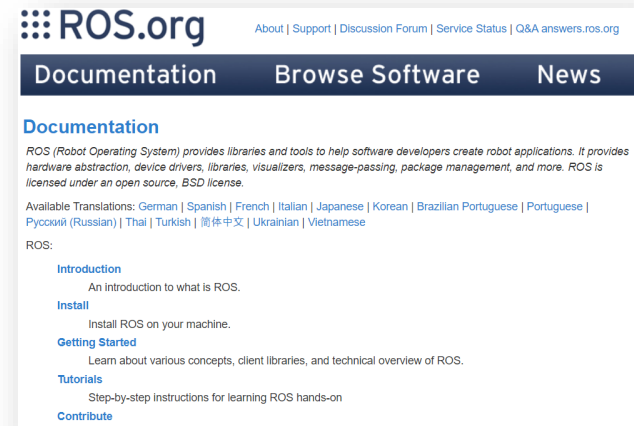 ROS.org
About | Support | Discussion Forum | Service Status | Q&A answers.ros.org
Documentation Browse Software News
Documentation
ROS (Robot Operating System) provides libraries and tools to help software developers create robot applications. It provides
hardware abstraction, device drivers, libraries, visualizers, message-passing, package management, and more. ROS is
licensed under an open source, BSD license.
Available Translations: German | Spanish | French | Italian | Japanese | Korean | Brazilian Portuguese | Portuguese |
Русский (Russian) | Thai | Turkish | 简体中文 | Ukrainian | Vietnamese
ROS:
Introduction
An introduction to what is ROS.
Install
Install ROS on your machine.
Getting Started
Learn about various concepts, client libraries, and technical overview of ROS.
Tutorials
Step-by-step instructions for learning ROS hands-on
Contribute